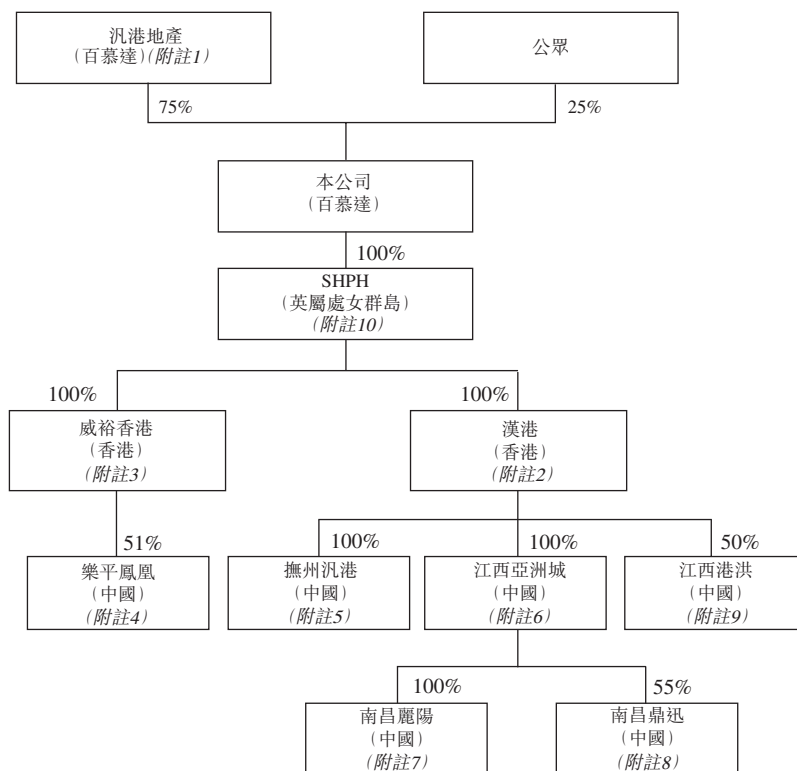 汎港地產
(百慕達)(附註1)
公眾
75%
25%
本公司
(百慕達)
100%
SHPH
(英屬處女群島)
(附註10)
100%
100%
威裕香港
(香港)
(附註3)
漢港
(香港)
(附註2)
51%
100%
100%
50%
樂平鳳凰
(中國)
(附註4)
撫州汎港
(中國)
(附註5)
江西亞洲城
(中國)
(附註6)
江西港洪
(中國)
(附註9)
100%
55%
南昌麗陽
(中國)
(附註7)
南昌鼎迅
(中國)
(附註8)